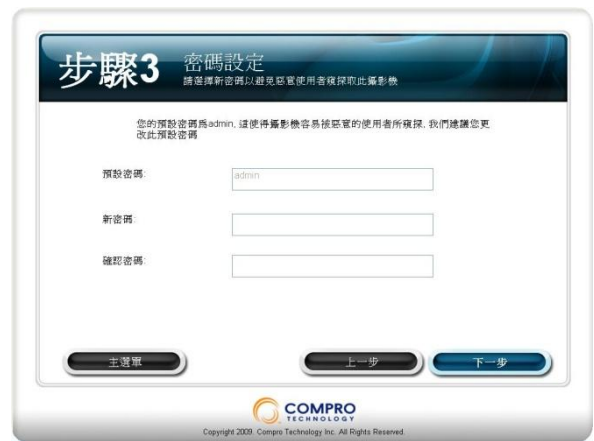 步驟3
密碼設定
請選擇新密碼以避免惡意使用者窺探取此攝影機
您的預設密碼為admin, 這使得攝影機容易被惡意的使用者所窺探, 我們建議您更
改此預設密碼
預設密碼:
admin
新密碼:
確認密碼:
主選單
上一步
下一步
COMPRO
TECHNOLOGY
Copyright 2009. Compro Technology Inc. All Rights Reserved.